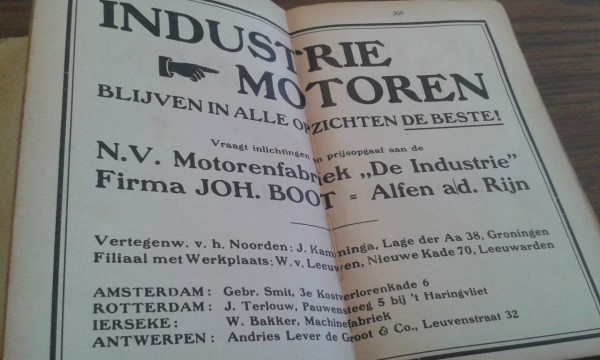 368
INDUSTRIE
MOTOREN
BLIJVEN IN ALLE OPZICHTEN DE BESTE!
Vraagt inlichtingen en prijsopgaaf aan de
N.V. Motorenfabriek „De Industrie”
Firma JOH. BOOT = Alfen a/d. Rijn
Vertegenw. v. h. Noorden: J. Kamminga, Lage der Aa 38, Groningen
Filiaal met Werkplaats: W. v. Leeuwen, Nieuwe Kade 70, Leeuwarden
AMSTERDAM: Gebr. Smit, 3e Kostverlorenkade 6
ROTTERDAM: J. Terlouw, Pauwensteeg 5 bij 't Haringvliet
IERSEKE: W. Bakker, Machinefabriek
ANTWERPEN: Andries Lever de Groot & Co., Leuvenstraat 32